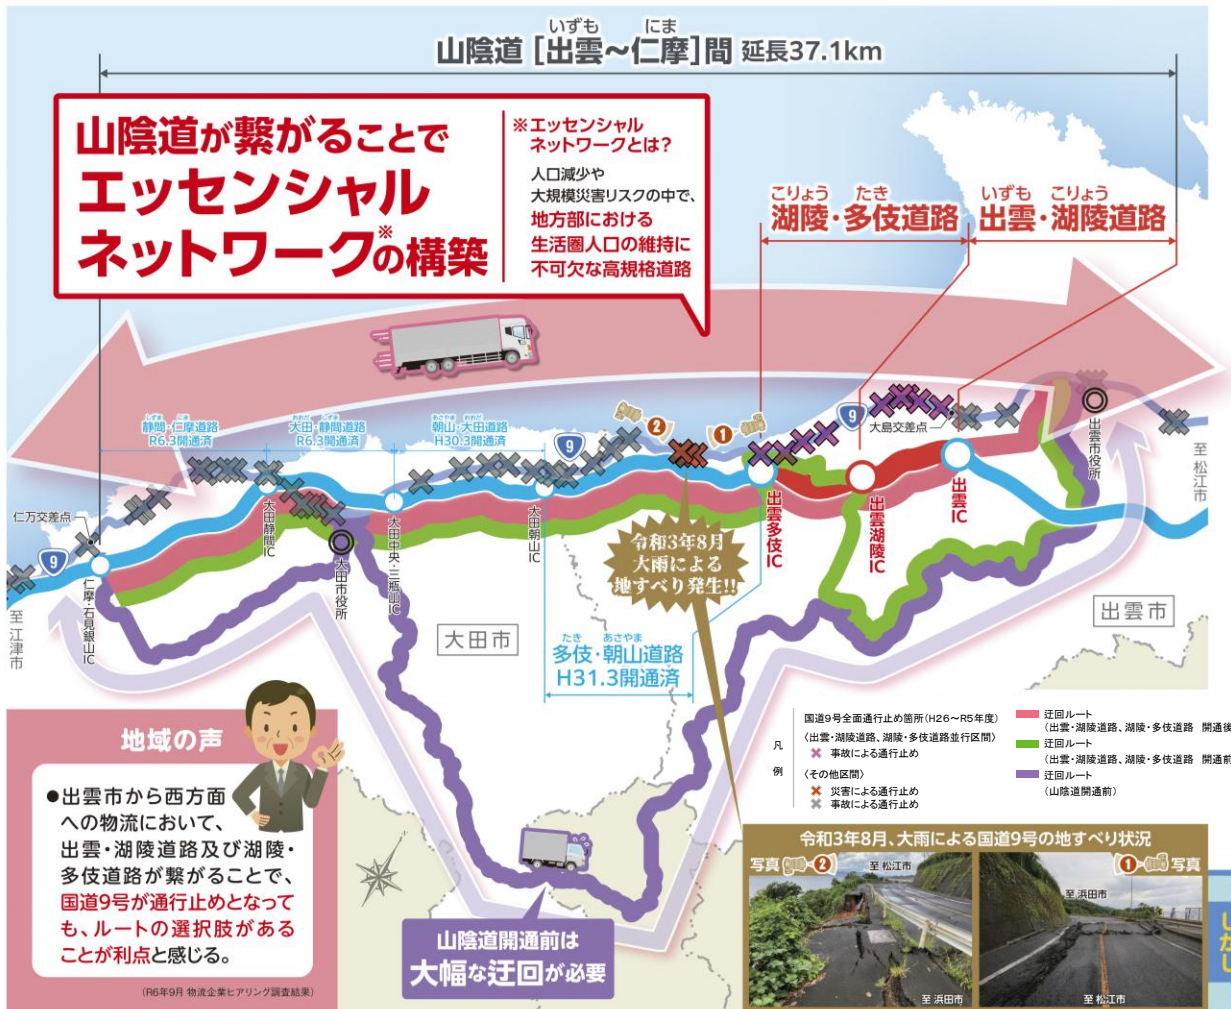 山陰道［出雲～仁摩］間 延長37.1km
いずも にま
山陰道が繋がることで
エッセンシャル
ネットワーク※の構築
※エッセンシャル
ネットワークとは？
人口減少や
大規模災害リスクの中で、
地方部における
生活圏人口の維持に
不可欠な高規格道路
こりょう たき
湖陵・多伎道路
いずも こりょう
出雲・湖陵道路
しずま にま
静間・仁摩道路
R6.3開通済
おおだ しずま
大田・静間道路
R6.3開通済
あさやま おおだ
朝山・大田道路
H30.3開通済
9
2
1
9
大島交差点
出雲市役所
至 松江市
仁万交差点
9
至 江津市
仁摩・石見銀山IC
大田静間IC
大田市役所
大田中央・三瓶山IC
大田朝山IC
出雲多伎IC
出雲湖陵IC
出雲IC
令和3年8月
大雨による
地すべり発生!!
大田市
出雲市
たき あさやま
多伎・朝山道路
H31.3開通済
地域の声
●出雲市から西方面
への物流において、
出雲・湖陵道路及び湖陵・
多伎道路が繋がることで、
国道9号が通行止めとなって
も、ルートの選択肢がある
ことが利点と感じる。
（R6年9月 物流企業ヒアリング調査結果）
山陰道開通前は
大幅な迂回が必要
凡例
国道9号全面通行止め箇所（H26～R5年度）
〈出雲・湖陵道路、湖陵・多伎道路並行区間〉
事故による通行止め
〈その他区間〉
災害による通行止め
事故による通行止め
迂回ルート
（出雲・湖陵道路、湖陵・多伎道路 開通後
迂回ルート
（出雲・湖陵道路、湖陵・多伎道路 開通前
迂回ルート
（山陰道開通前）
令和3年8月、大雨による国道9号の地すべり状況
写真 2
至 松江市
至 浜田市
1 写真
至 浜田市
至 松江市
しかし